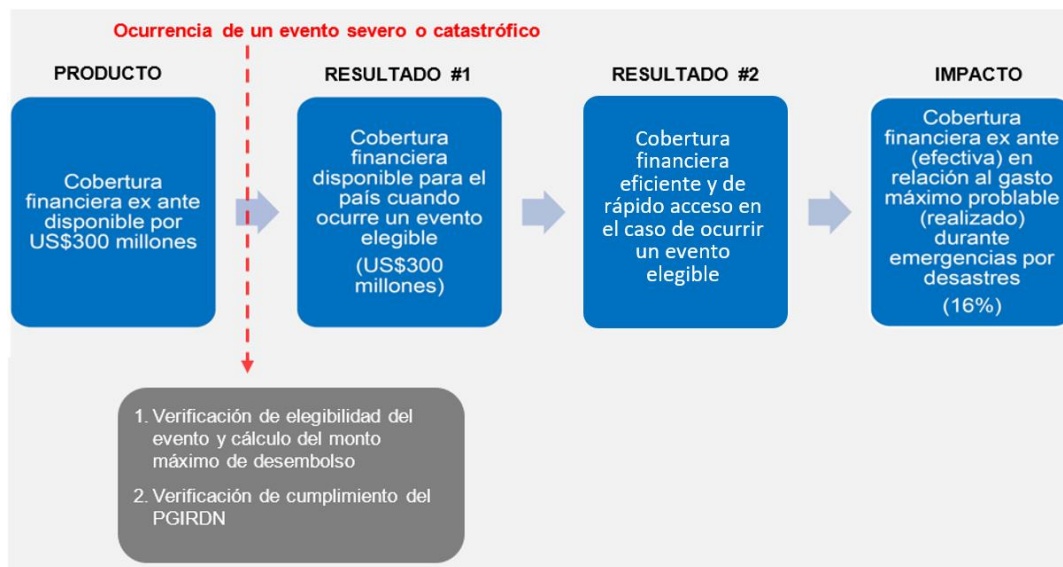 Ocurrencia de un evento severo o catastrófico
PRODUCTO
Cobertura
financiera ex ante
disponible por
US$300 millones
RESULTADO #1
Cobertura
financiera
disponible para el
país cuando
ocurre un evento
elegible
(US$300
millones)
RESULTADO #2
Cobertura
financiera
eficiente y de
rápido acceso en
el caso de ocurrir
un evento
elegible
IMPACTO
Cobertura
financiera ex ante
(efectiva) en
relación al gasto
máximo problable
(realizado)
durante
emergencias por
desastres
(16%)
1. Verificación de elegibilidad del
evento y cálculo del monto
máximo de desembolso
2. Verificación de cumplimiento del
PGIRDN